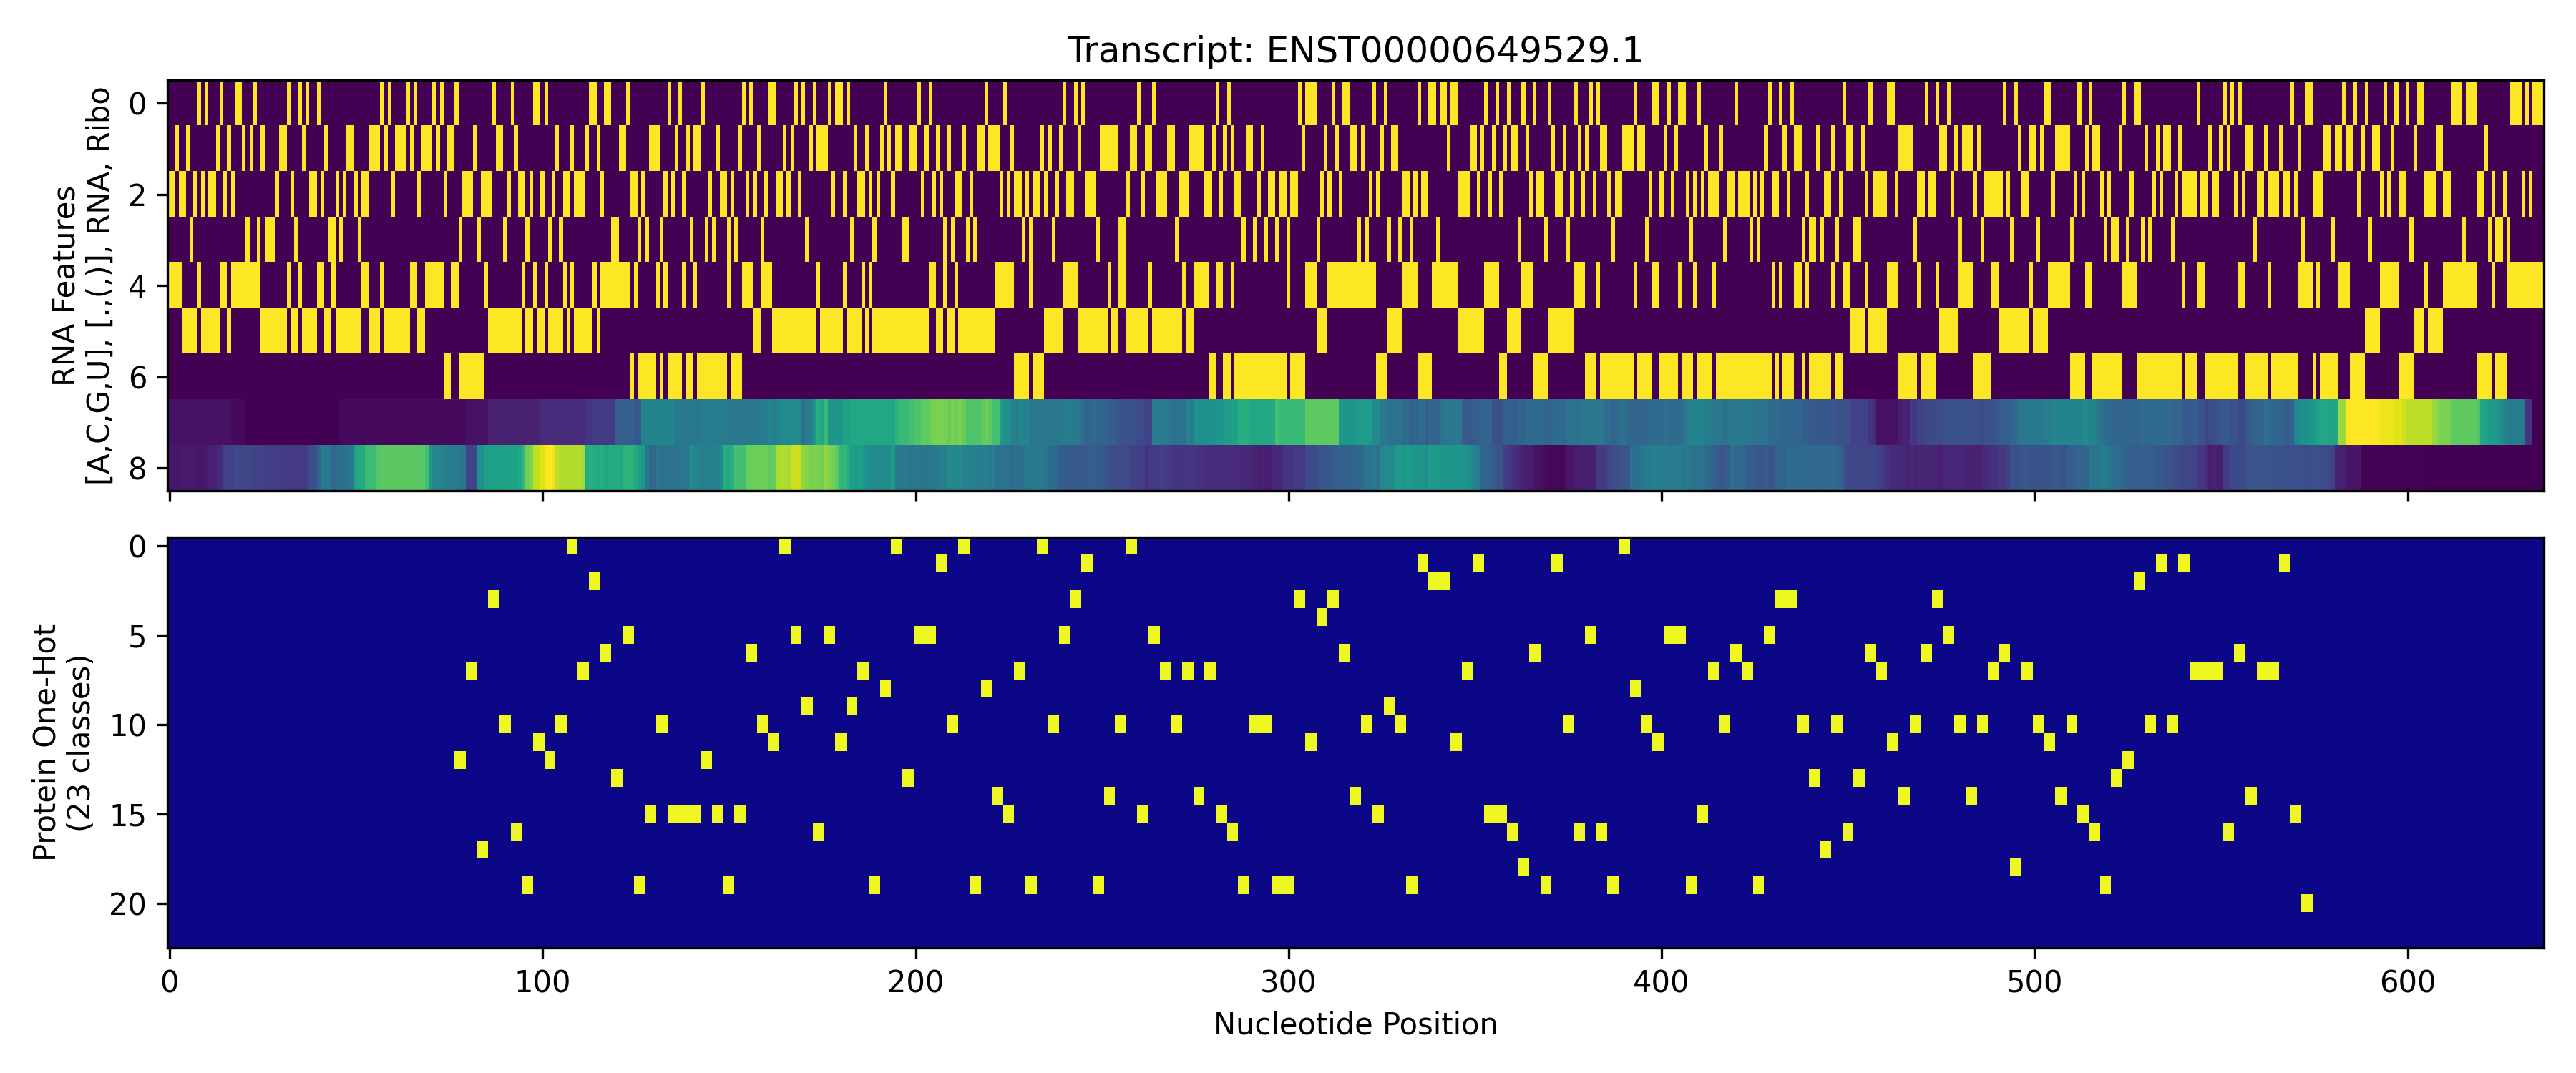 Transcript: ENST00000649529.1
RNA Features
[A,C,G,U], [.,(,)], RNA, Ribo
0
2
4
6
8
Protein One-Hot
(23 classes)
0
5
10
15
20
0 100 200 300 400 500 600
Nucleotide Position